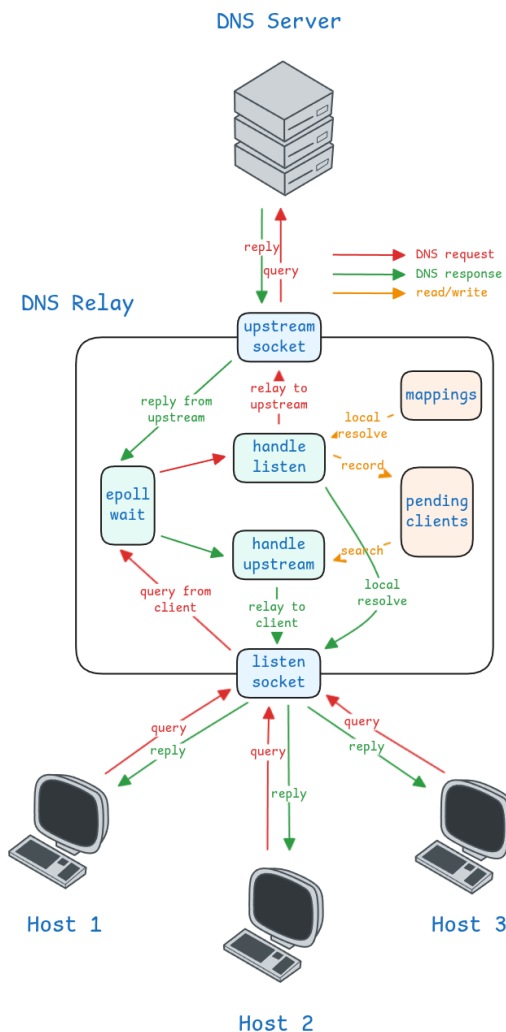 DNS Server
reply
query
DNS request
DNS response
read/write
DNS Relay
upstream
socket
reply from
upstream
relay to
upstream
mappings
local
resolve
handle
listen
record
epoll
wait
pending
clients
handle
upstream
search
query from
client
relay to
client
local
resolve
listen
socket
query
reply
query
reply
query
reply
Host 1
Host 2
Host 3